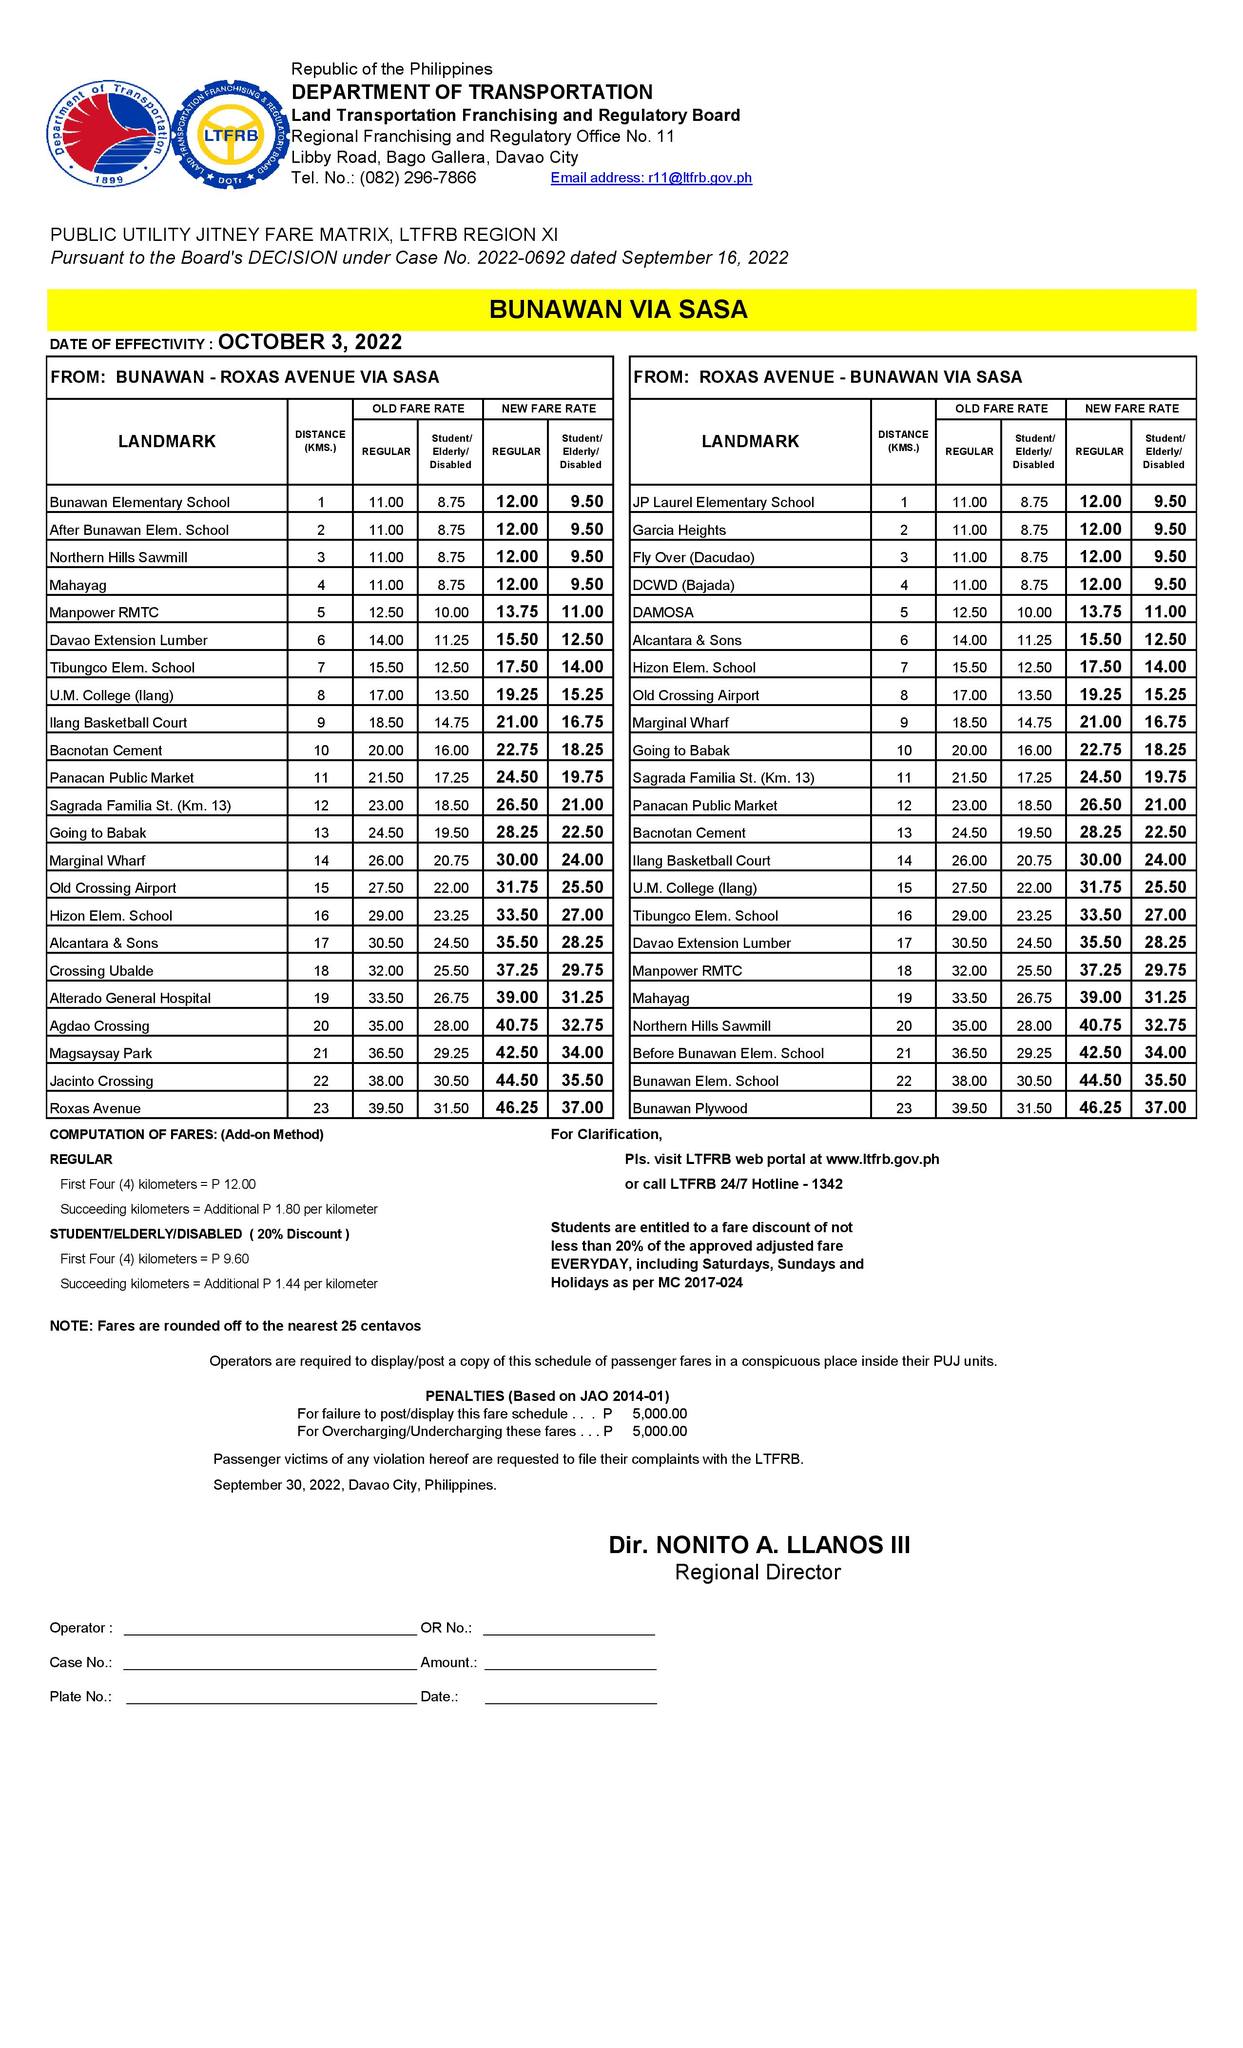 Republic of the Philippines
DEPARTMENT OF TRANSPORTATION
Land Transportation Franchising and Regulatory Board
Regional Franchising and Regulatory Office No. 11
Libby Road, Bago Gallera, Davao City
Tel. No.: (082) 296-7866 Email address: r11@ltfrb.gov.ph
Department of Transportation
1899
LAND TRANSPORTATION FRANCHISING & REGULATORY BOARD
LTFRB
DOTr
PUBLIC UTILITY JITNEY FARE MATRIX, LTFRB REGION XI
Pursuant to the Board's DECISION under Case No. 2022-0692 dated September 16, 2022
BUNAWAN VIA SASA
DATE OF EFFECTIVITY : OCTOBER 3, 2022
FROM: BUNAWAN - ROXAS AVENUE VIA SASA
LANDMARK DISTANCE (KMS.) OLD FARE RATE NEW FARE RATE
REGULAR Student/ Elderly/ Disabled REGULAR Student/ Elderly/ Disabled
Bunawan Elementary School 1 11.00 8.75 12.00 9.50
After Bunawan Elem. School 2 11.00 8.75 12.00 9.50
Northern Hills Sawmill 3 11.00 8.75 12.00 9.50
Mahayag 4 11.00 8.75 12.00 9.50
Manpower RMTC 5 12.50 10.00 13.75 11.00
Davao Extension Lumber 6 14.00 11.25 15.50 12.50
Tibungco Elem. School 7 15.50 12.50 17.50 14.00
U.M. College (Ilang) 8 17.00 13.50 19.25 15.25
Ilang Basketball Court 9 18.50 14.75 21.00 16.75
Bacnotan Cement 10 20.00 16.00 22.75 18.25
Panacan Public Market 11 21.50 17.25 24.50 19.75
Sagrada Familia St. (Km. 13) 12 23.00 18.50 26.50 21.00
Going to Babak 13 24.50 19.50 28.25 22.50
Marginal Wharf 14 26.00 20.75 30.00 24.00
Old Crossing Airport 15 27.50 22.00 31.75 25.50
Hizon Elem. School 16 29.00 23.25 33.50 27.00
Alcantara & Sons 17 30.50 24.50 35.50 28.25
Crossing Ubalde 18 32.00 25.50 37.25 29.75
Alterado General Hospital 19 33.50 26.75 39.00 31.25
Agdao Crossing 20 35.00 28.00 40.75 32.75
Magsaysay Park 21 36.50 29.25 42.50 34.00
Jacinto Crossing 22 38.00 30.50 44.50 35.50
Roxas Avenue 23 39.50 31.50 46.25 37.00
FROM: ROXAS AVENUE - BUNAWAN VIA SASA
LANDMARK DISTANCE (KMS.) OLD FARE RATE NEW FARE RATE
REGULAR Student/ Elderly/ Disabled REGULAR Student/ Elderly/ Disabled
JP Laurel Elementary School 1 11.00 8.75 12.00 9.50
Garcia Heights 2 11.00 8.75 12.00 9.50
Fly Over (Dacudao) 3 11.00 8.75 12.00 9.50
DCWD (Bajada) 4 11.00 8.75 12.00 9.50
DAMOSA 5 12.50 10.00 13.75 11.00
Alcantara & Sons 6 14.00 11.25 15.50 12.50
Hizon Elem. School 7 15.50 12.50 17.50 14.00
Old Crossing Airport 8 17.00 13.50 19.25 15.25
Marginal Wharf 9 18.50 14.75 21.00 16.75
Going to Babak 10 20.00 16.00 22.75 18.25
Sagrada Familia St. (Km. 13) 11 21.50 17.25 24.50 19.75
Panacan Public Market 12 23.00 18.50 26.50 21.00
Bacnotan Cement 13 24.50 19.50 28.25 22.50
Ilang Basketball Court 14 26.00 20.75 30.00 24.00
U.M. College (Ilang) 15 27.50 22.00 31.75 25.50
Tibungco Elem. School 16 29.00 23.25 33.50 27.00
Davao Extension Lumber 17 30.50 24.50 35.50 28.25
Manpower RMTC 18 32.00 25.50 37.25 29.75
Mahayag 19 33.50 26.75 39.00 31.25
Northern Hills Sawmill 20 35.00 28.00 40.75 32.75
Before Bunawan Elem. School 21 36.50 29.25 42.50 34.00
Bunawan Elem. School 22 38.00 30.50 44.50 35.50
Bunawan Plywood 23 39.50 31.50 46.25 37.00
COMPUTATION OF FARES: (Add-on Method)
REGULAR
First Four (4) kilometers = P 12.00
Succeeding kilometers = Additional P 1.80 per kilometer
STUDENT/ELDERLY/DISABLED ( 20% Discount )
First Four (4) kilometers = P 9.60
Succeeding kilometers = Additional P 1.44 per kilometer
For Clarification,
Pls. visit LTFRB web portal at www.ltfrb.gov.ph
or call LTFRB 24/7 Hotline - 1342
Students are entitled to a fare discount of not
less than 20% of the approved adjusted fare
EVERYDAY, including Saturdays, Sundays and
Holidays as per MC 2017-024
NOTE: Fares are rounded off to the nearest 25 centavos
Operators are required to display/post a copy of this schedule of passenger fares in a conspicuous place inside their PUJ units.
PENALTIES (Based on JAO 2014-01)
For failure to post/display this fare schedule . . . P 5,000.00
For Overcharging/Undercharging these fares . . . P 5,000.00
Passenger victims of any violation hereof are requested to file their complaints with the LTFRB.
September 30, 2022, Davao City, Philippines.
Dir. NONITO A. LLANOS III
Regional Director
Operator : OR No.:
Case No.: Amount.:
Plate No.: Date.: